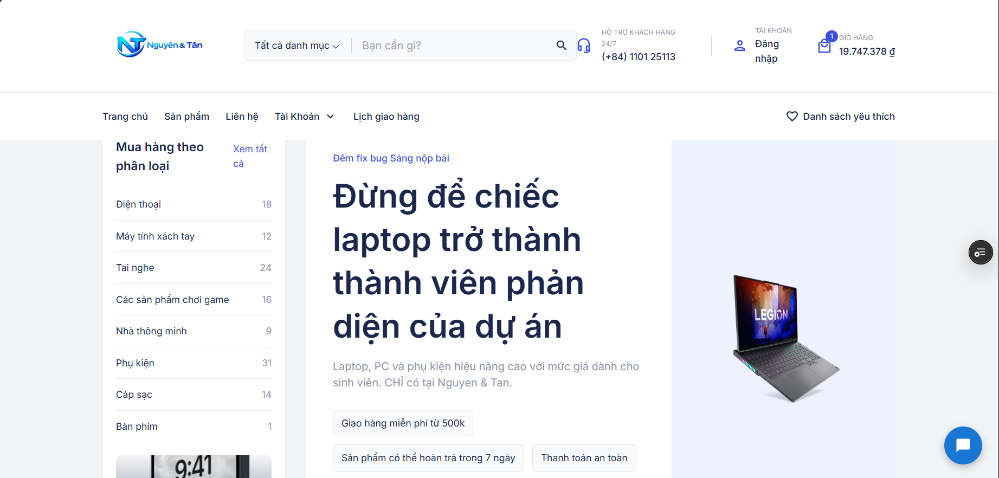 Nguyên & Tân
Tất cả danh mục
Bạn cần gì?
HỖ TRỢ KHÁCH HÀNG
24/7
(+84) 1101 25113
TÀI KHOẢN
Đăng
nhập
1
GIỎ HÀNG
19.747.378 ₫
Trang chủ
Sản phẩm
Liên hệ
Tài Khoản
Lịch giao hàng
Danh sách yêu thích
Mua hàng theo
phân loại
Xem tất
cả
Điện thoại 18
Máy tính xách tay 12
Tai nghe 24
Các sản phẩm chơi game 16
Nhà thông minh 9
Phụ kiện 31
Cáp sạc 14
Bàn phím 1
9:41
Đêm fix bug Sáng nộp bài
Đừng để chiếc
laptop trở thành
thành viên phản
diện của dự án
Laptop, PC và phụ kiện hiệu năng cao với mức giá dành cho
sinh viên. CHỈ có tại Nguyen & Tan.
Giao hàng miễn phí từ 500k
Sản phẩm có thể hoàn trả trong 7 ngày
Thanh toán an toàn
LEGION